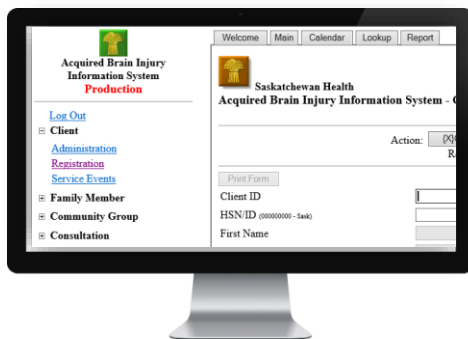 Acquired Brain Injury
Information System
Production
Log Out
Client
Administration
Registration
Service Events
Family Member
Community Group
Consultation
Welcome
Main
Calendar
Lookup
Report
Saskatchewan Health
Acquired Brain Injury Information System -
Action:
Print Form
Client ID
HSN/ID (000000000 - Sask)
First Name